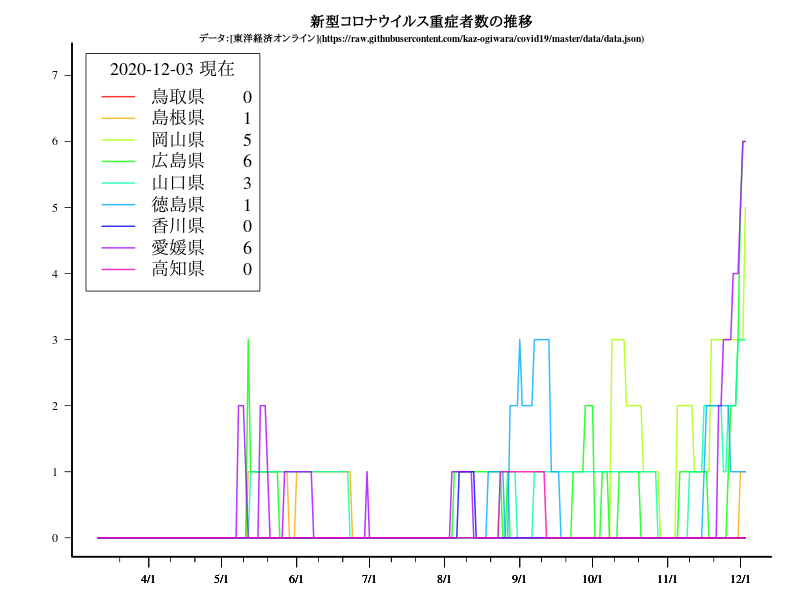 新型コロナウイルス重症者数の推移
データ：[東洋経済オンライン](https://raw.githubusercontent.com/kaz-ogiwara/covid19/master/data/data.json)
2020-12-03 現在
鳥取県 0
島根県 1
岡山県 5
広島県 6
山口県 3
徳島県 1
香川県 0
愛媛県 6
高知県 0
7
6
5
4
3
2
1
0
4/1 5/1 6/1 7/1 8/1 9/1 10/1 11/1 12/1